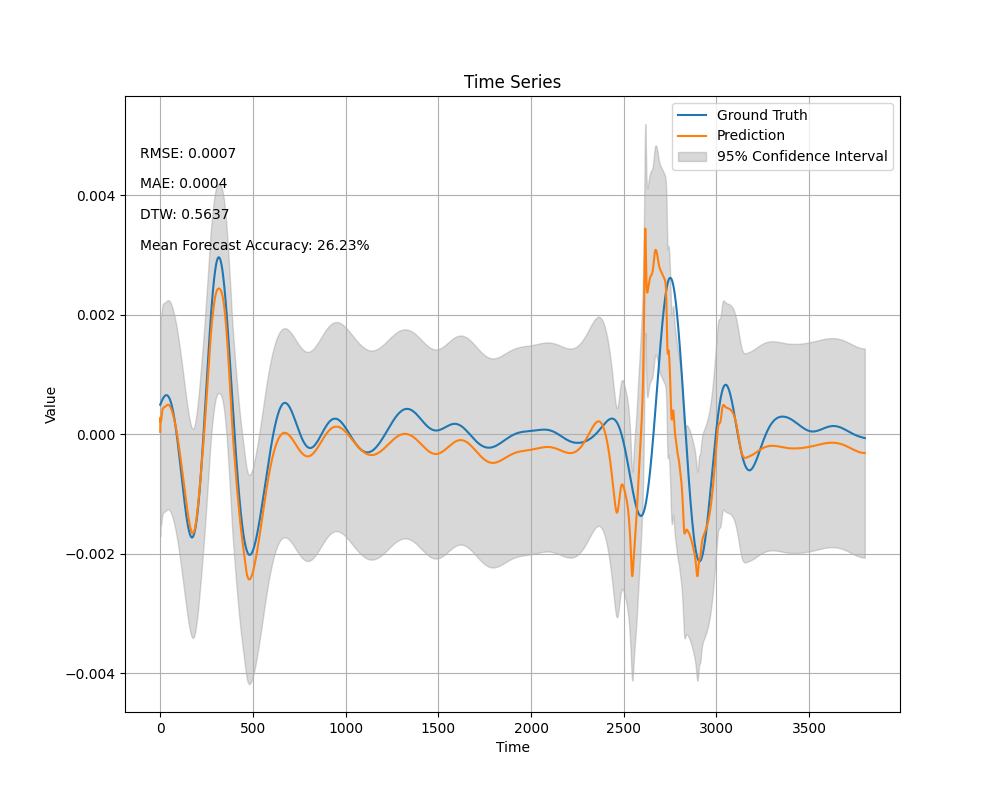 Time Series
Ground Truth
Prediction
95% Confidence Interval
RMSE: 0.0007
MAE: 0.0004
DTW: 0.5637
Mean Forecast Accuracy: 26.23%
0.004
0.002
0.000
−0.002
−0.004
Value
0 500 1000 1500 2000 2500 3000 3500
Time